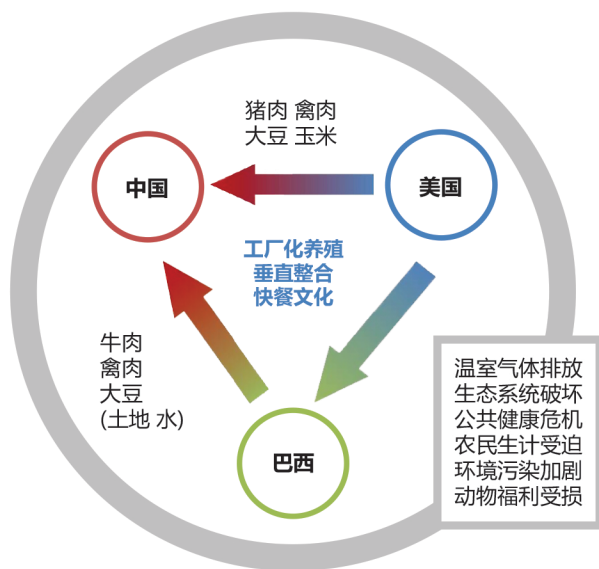 猪肉 禽肉
大豆 玉米
中国
美国
工厂化养殖
垂直整合
快餐文化
牛肉
禽肉
大豆
(土地 水)
巴西
温室气体排放
生态系统破坏
公共健康危机
农民生计受迫
环境污染加剧
动物福利受损